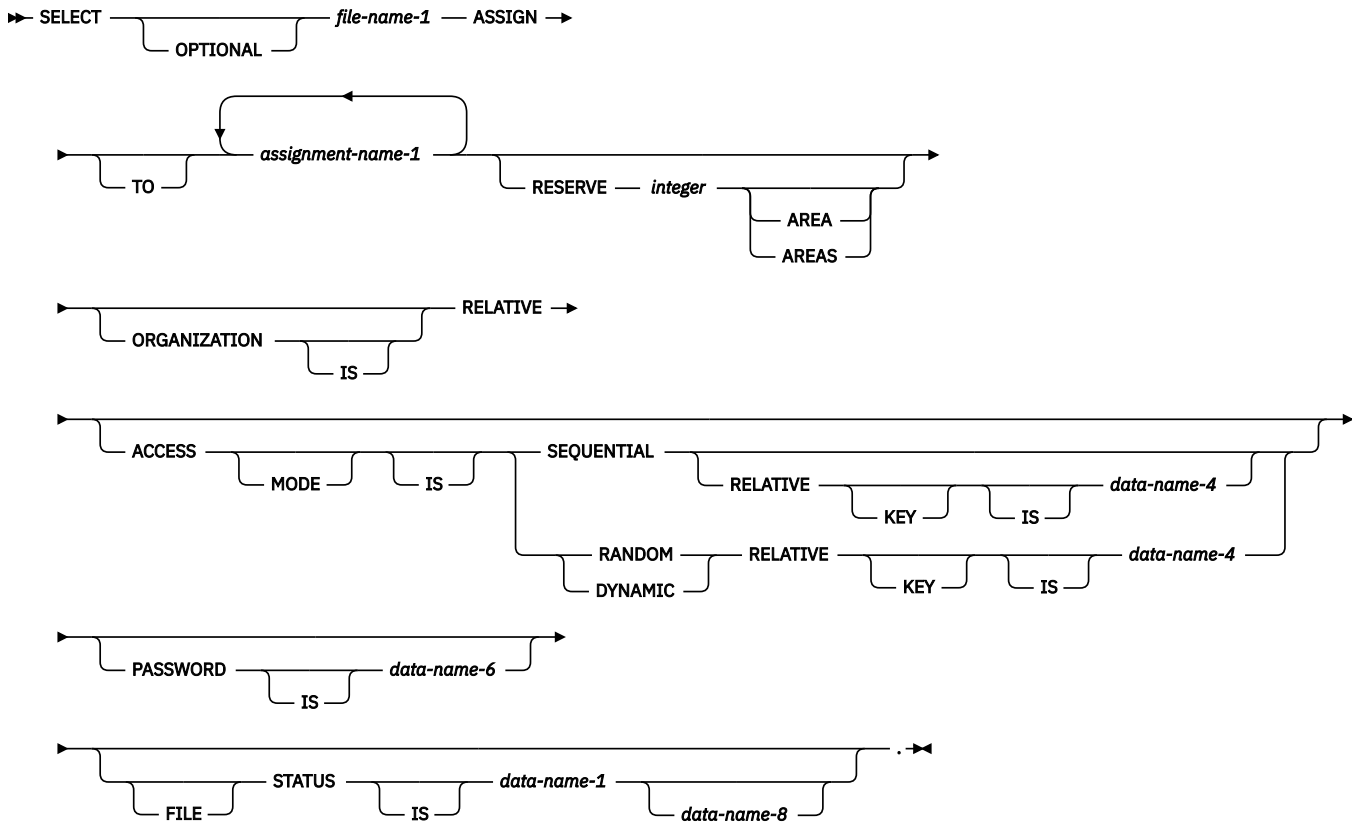 SELECT file-name-1 ASSIGN
OPTIONAL
assignment-name-1
TO RESERVE integer
AREA
AREAS
RELATIVE
ORGANIZATION
IS
ACCESS SEQUENTIAL
MODE IS RELATIVE data-name-4
KEY IS
RANDOM RELATIVE data-name-4
DYNAMIC KEY IS
PASSWORD data-name-6
IS
.
STATUS data-name-1
FILE IS data-name-8